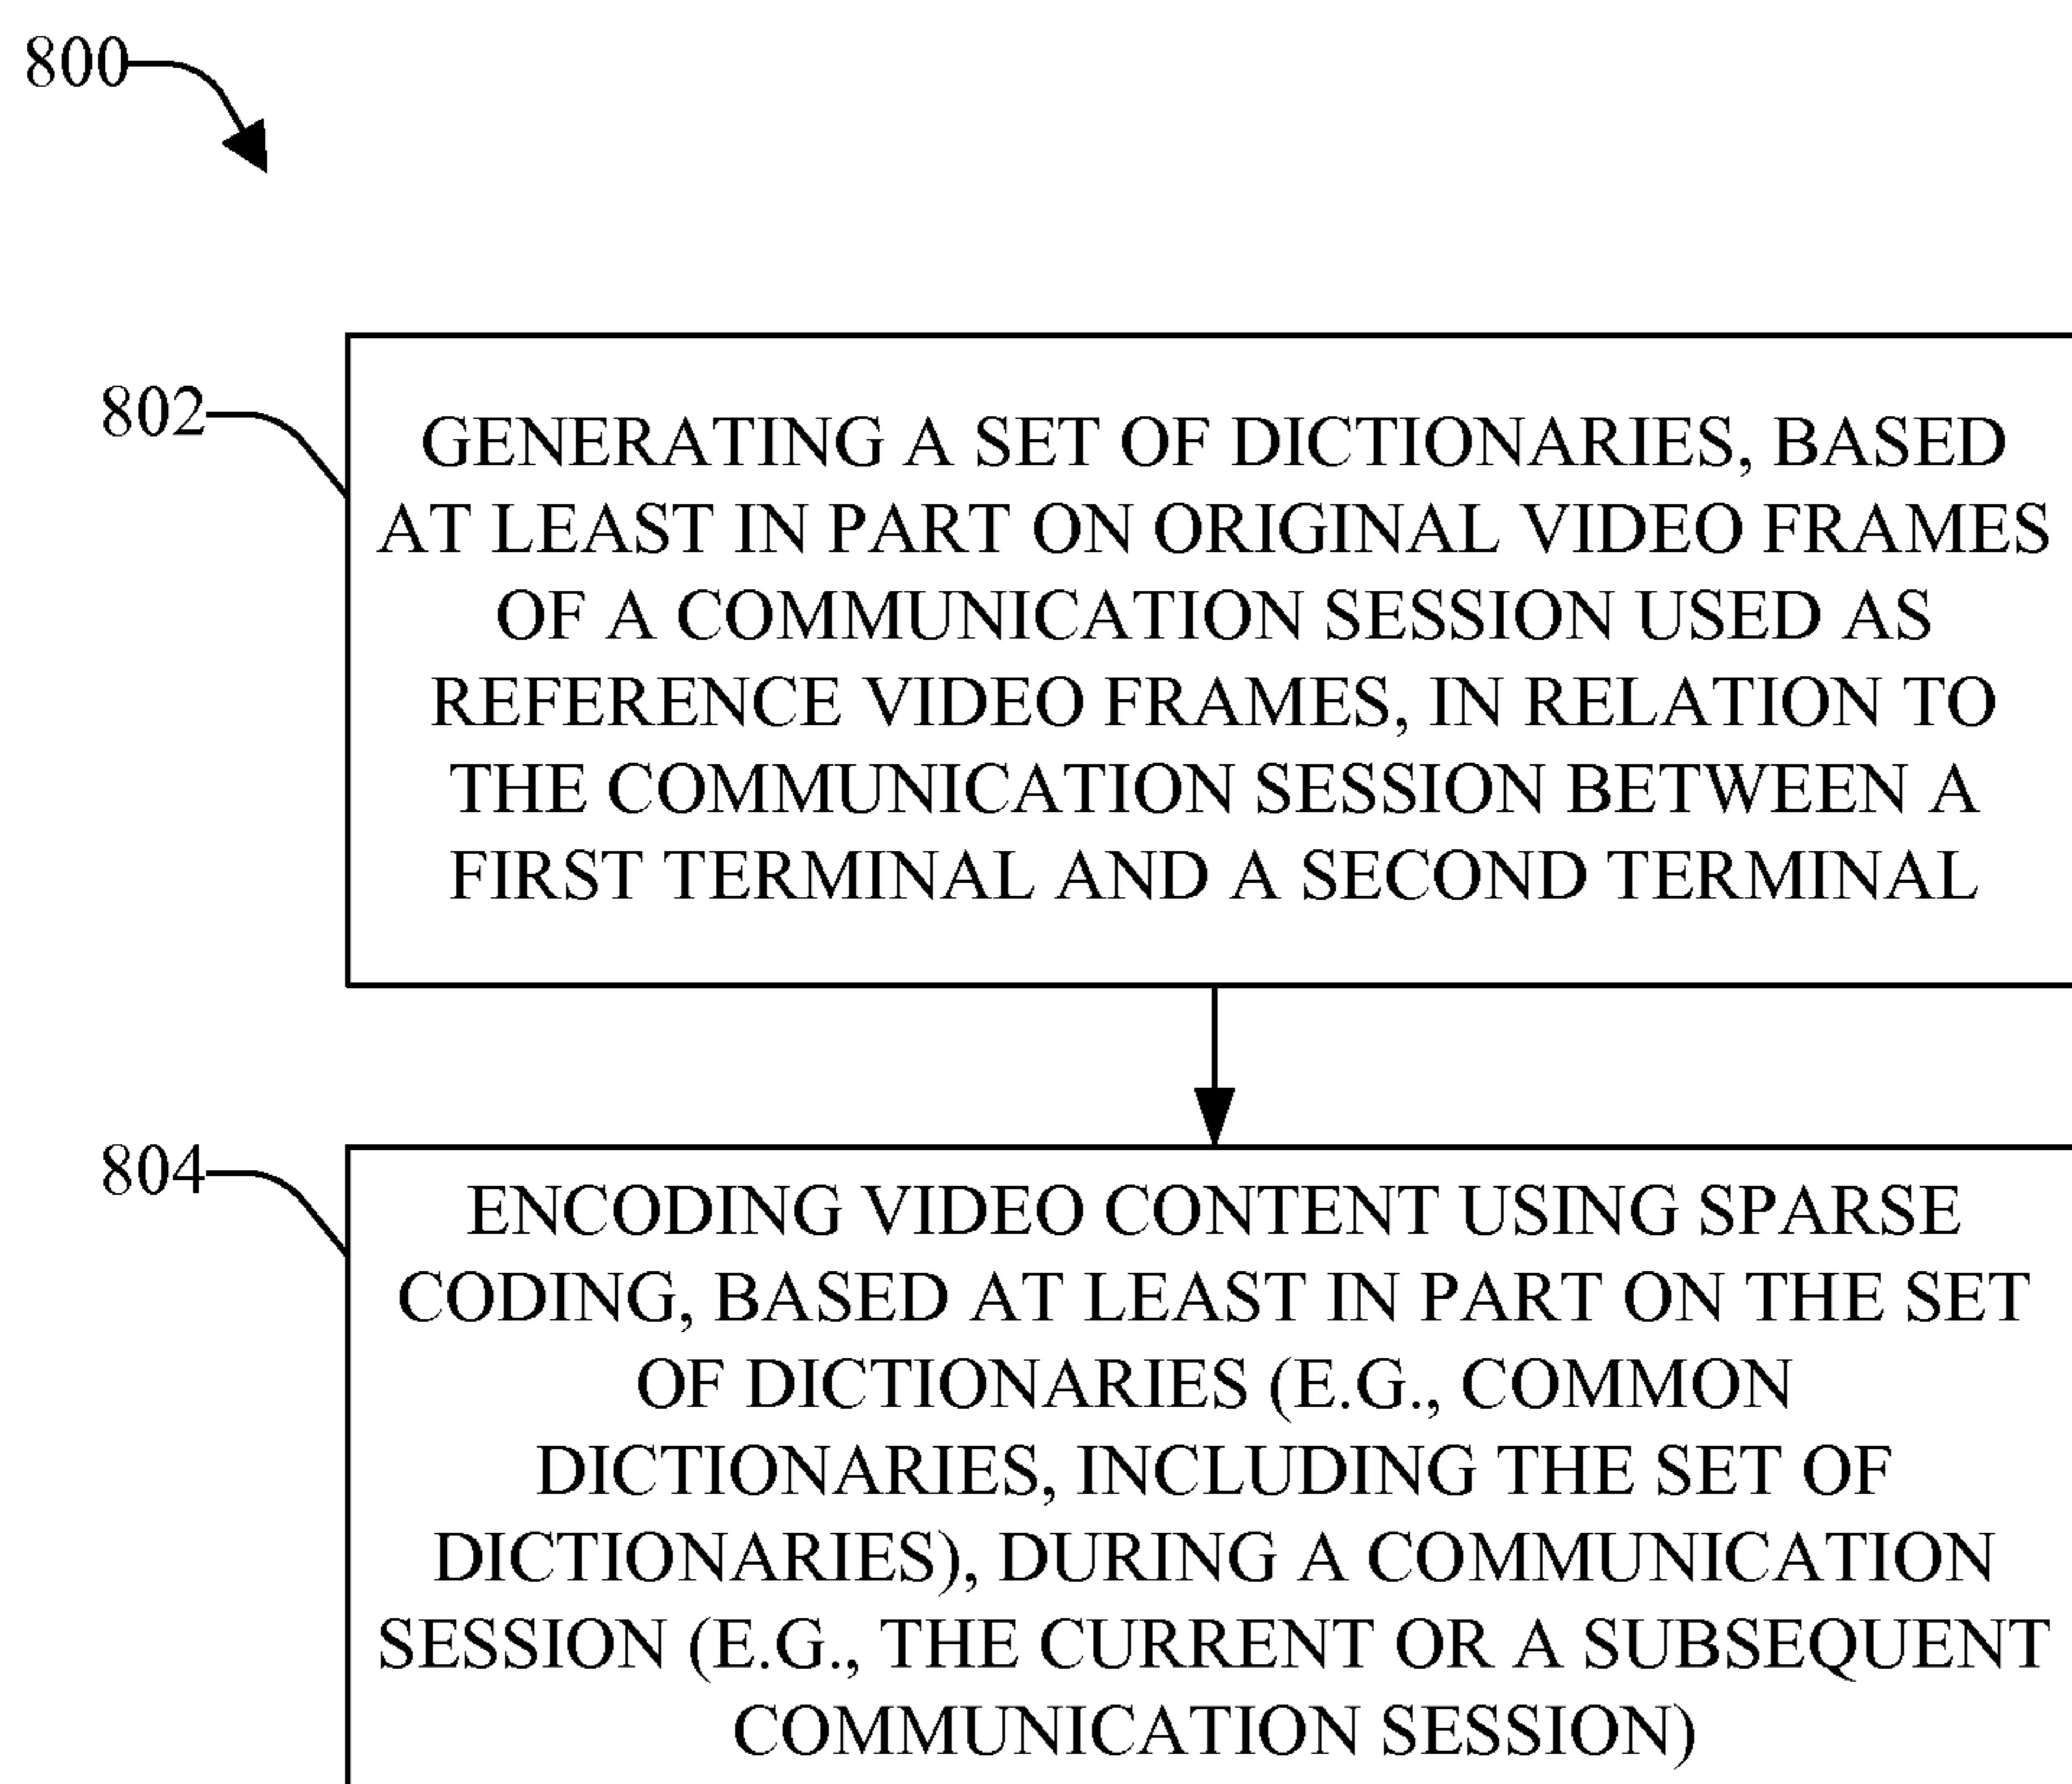 800
802
GENERATING A SET OF DICTIONARIES, BASED
AT LEAST IN PART ON ORIGINAL VIDEO FRAMES
OF A COMMUNICATION SESSION USED AS
REFERENCE VIDEO FRAMES, IN RELATION TO
THE COMMUNICATION SESSION BETWEEN A
FIRST TERMINAL AND A SECOND TERMINAL
804
ENCODING VIDEO CONTENT USING SPARSE
CODING, BASED AT LEAST IN PART ON THE SET
OF DICTIONARIES (E.G., COMMON
DICTIONARIES, INCLUDING THE SET OF
DICTIONARIES), DURING A COMMUNICATION
SESSION (E.G., THE CURRENT OR A SUBSEQUENT
COMMUNICATION SESSION)